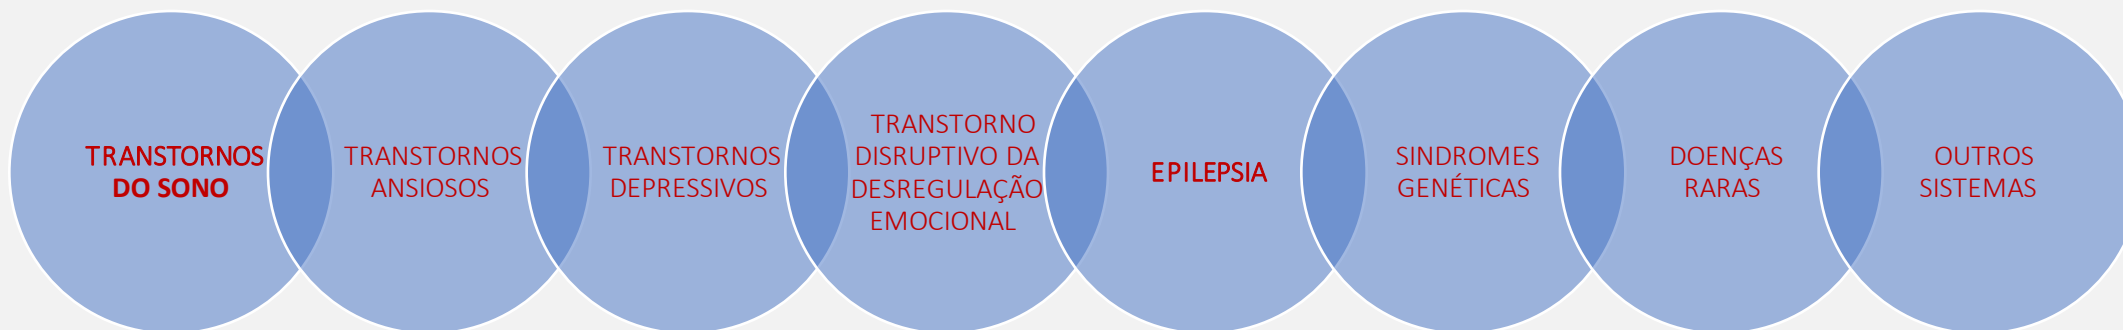 TRANSTORNOS
DO SONO
TRANSTORNOS
ANSIOSOS
TRANSTORNOS
DEPRESSIVOS
TRANSTORNO
DISRUPTIVO DA
DESREGULAÇÃO
EMOCIONAL
EPILEPSIA
SINDROMES
GENÉTICAS
DOENÇAS
RARAS
OUTROS
SISTEMAS